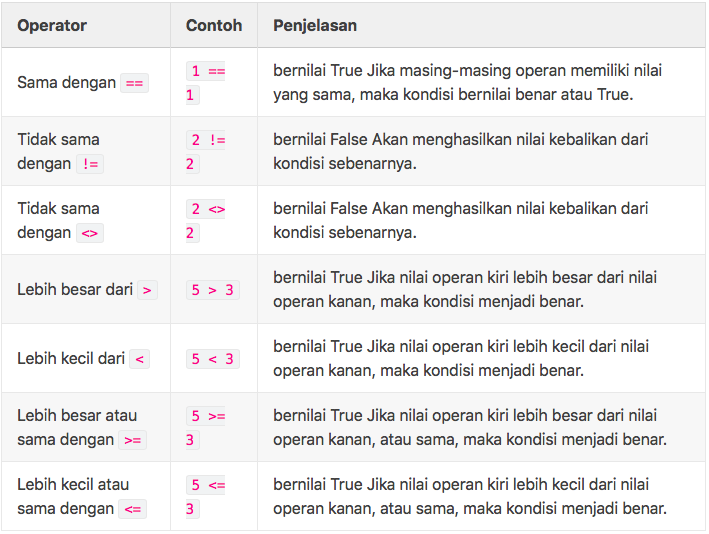 Operator Contoh Penjelasan
Sama dengan == 1 == 1 bernilai True Jika masing-masing operan memiliki nilai
yang sama, maka kondisi bernilai benar atau True.
Tidak sama
dengan != 2 != 2 bernilai False Akan menghasilkan nilai kebalikan dari
kondisi sebenarnya.
Tidak sama
dengan <> 2 <> 2 bernilai False Akan menghasilkan nilai kebalikan dari
kondisi sebenarnya.
Lebih besar dari > 5 > 3 bernilai True Jika nilai operan kiri lebih besar dari nilai
operan kanan, maka kondisi menjadi benar.
Lebih kecil dari < 5 < 3 bernilai True Jika nilai operan kiri lebih kecil dari nilai
operan kanan, maka kondisi menjadi benar.
Lebih besar atau
sama dengan >= 5 >= 3 bernilai True Jika nilai operan kiri lebih besar dari nilai
operan kanan, atau sama, maka kondisi menjadi benar.
Lebih kecil atau
sama dengan <= 5 <= 3 bernilai True Jika nilai operan kiri lebih kecil dari nilai
operan kanan, atau sama, maka kondisi menjadi benar.